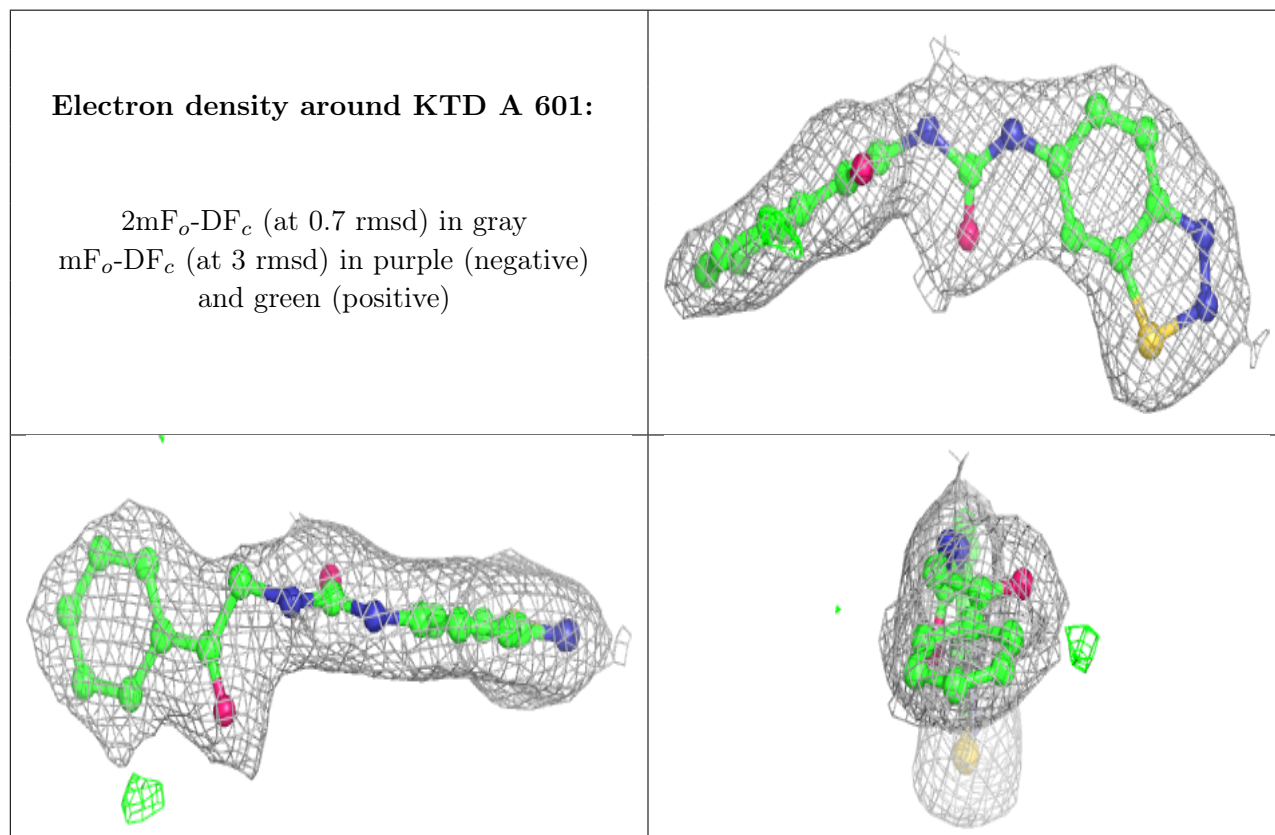 Electron density around KTD A 601:
2mFₒ-DF𝒸 (at 0.7 rmsd) in gray
mFₒ-DF𝒸 (at 3 rmsd) in purple (negative)
and green (positive)